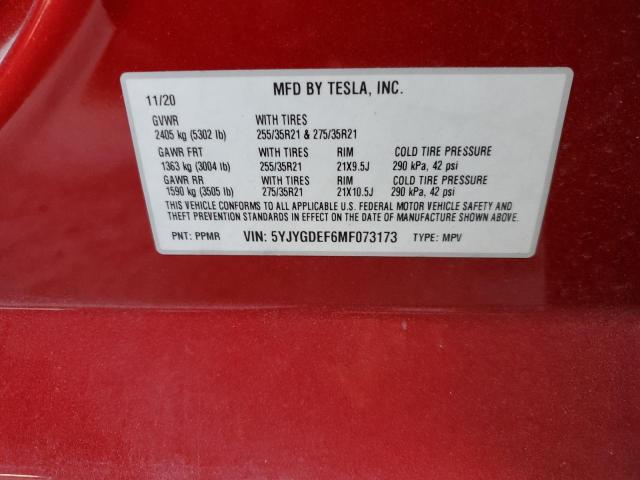 MFD BY TESLA, INC.
11/20
GVWR WITH TIRES
2405 kg (5302 lb) 255/35R21 & 275/35R21
GAWR FRT WITH TIRES RIM COLD TIRE PRESSURE
1363 kg (3004 lb) 255/35R21 21X9.5J 290 kPa, 42 psi
GAWR RR WITH TIRES RIM COLD TIRE PRESSURE
1590 kg (3505 lb) 275/35R21 21X10.5J 290 kPa, 42 psi
THIS VEHICLE CONFORMS TO ALL APPLICABLE U.S. FEDERAL MOTOR VEHICLE SAFETY AND
THEFT PREVENTION STANDARDS IN EFFECT ON THE DATE OF MANUFACTURE SHOWN ABOVE.
PNT: PPMR VIN: 5YJYGDEF6MF073173 TYPE: MPV